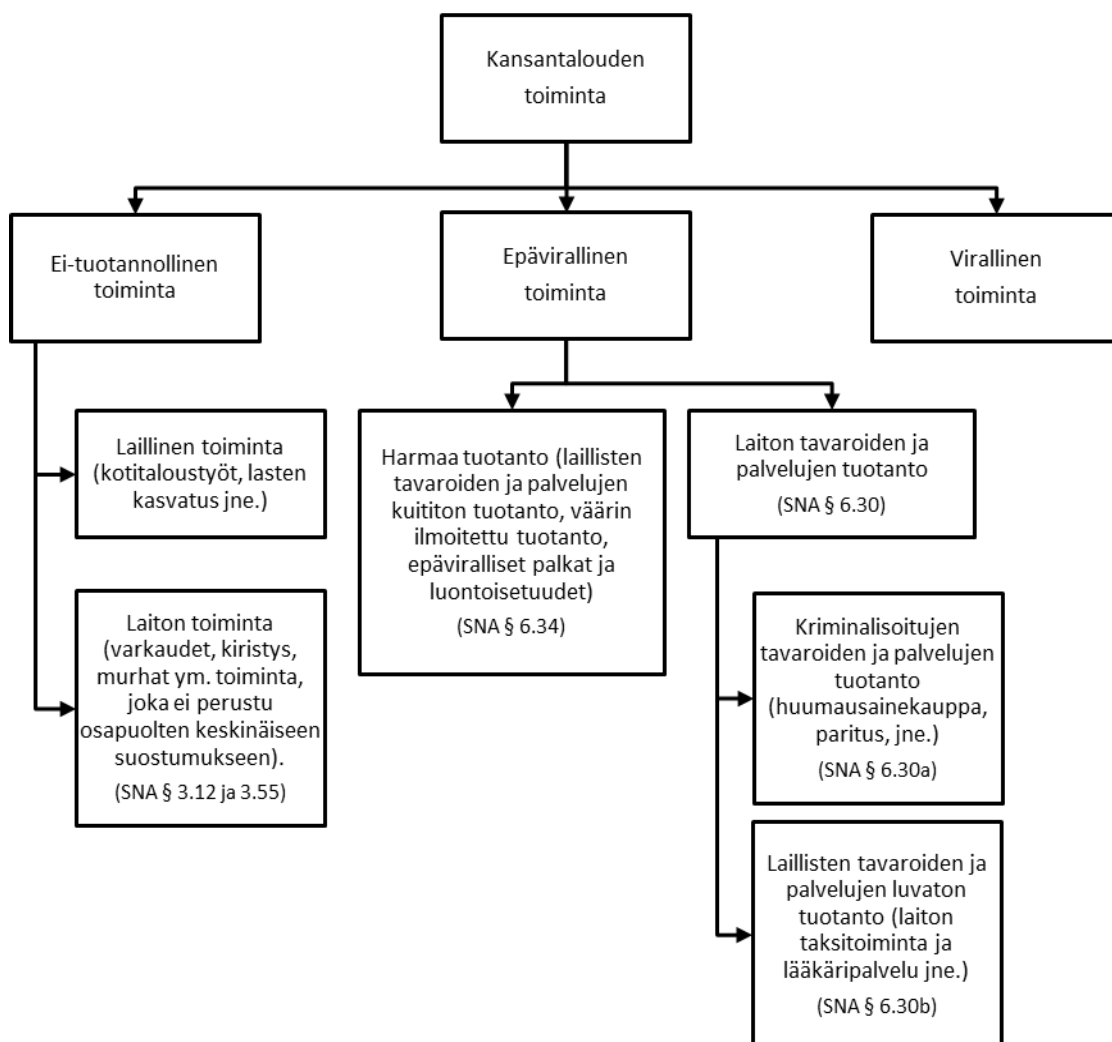 Kansantalouden
toiminta
Ei-tuotannollinen
toiminta
Epävirallinen
toiminta
Virallinen
toiminta
Laillinen toiminta
(kotitaloustyöt, lasten
kasvatus jne.)
Harmaa tuotanto (laillisten
tavaroiden ja palvelujen
kuititon tuotanto, väärin
ilmoitettu tuotanto,
epäviralliset palkat ja
luontoisetuudet)
(SNA § 6.34)
Laiton tavaroiden ja
palvelujen tuotanto
(SNA § 6.30)
Laiton toiminta
(varkaudet, kiristys,
murhat ym. toiminta,
joka ei perustu
osapuolten keskinäiseen
suostumukseen).
(SNA § 3.12 ja 3.55)
Kriminalisoitujen
tavaroiden ja palvelujen
tuotanto
(huumausainekauppa,
paritus, jne.)
(SNA § 6.30a)
Laillisten tavaroiden ja
palvelujen luvaton
tuotanto (laiton
taksitoiminta ja
lååkäripalvelu jne.)
(SNA § 6.30b)